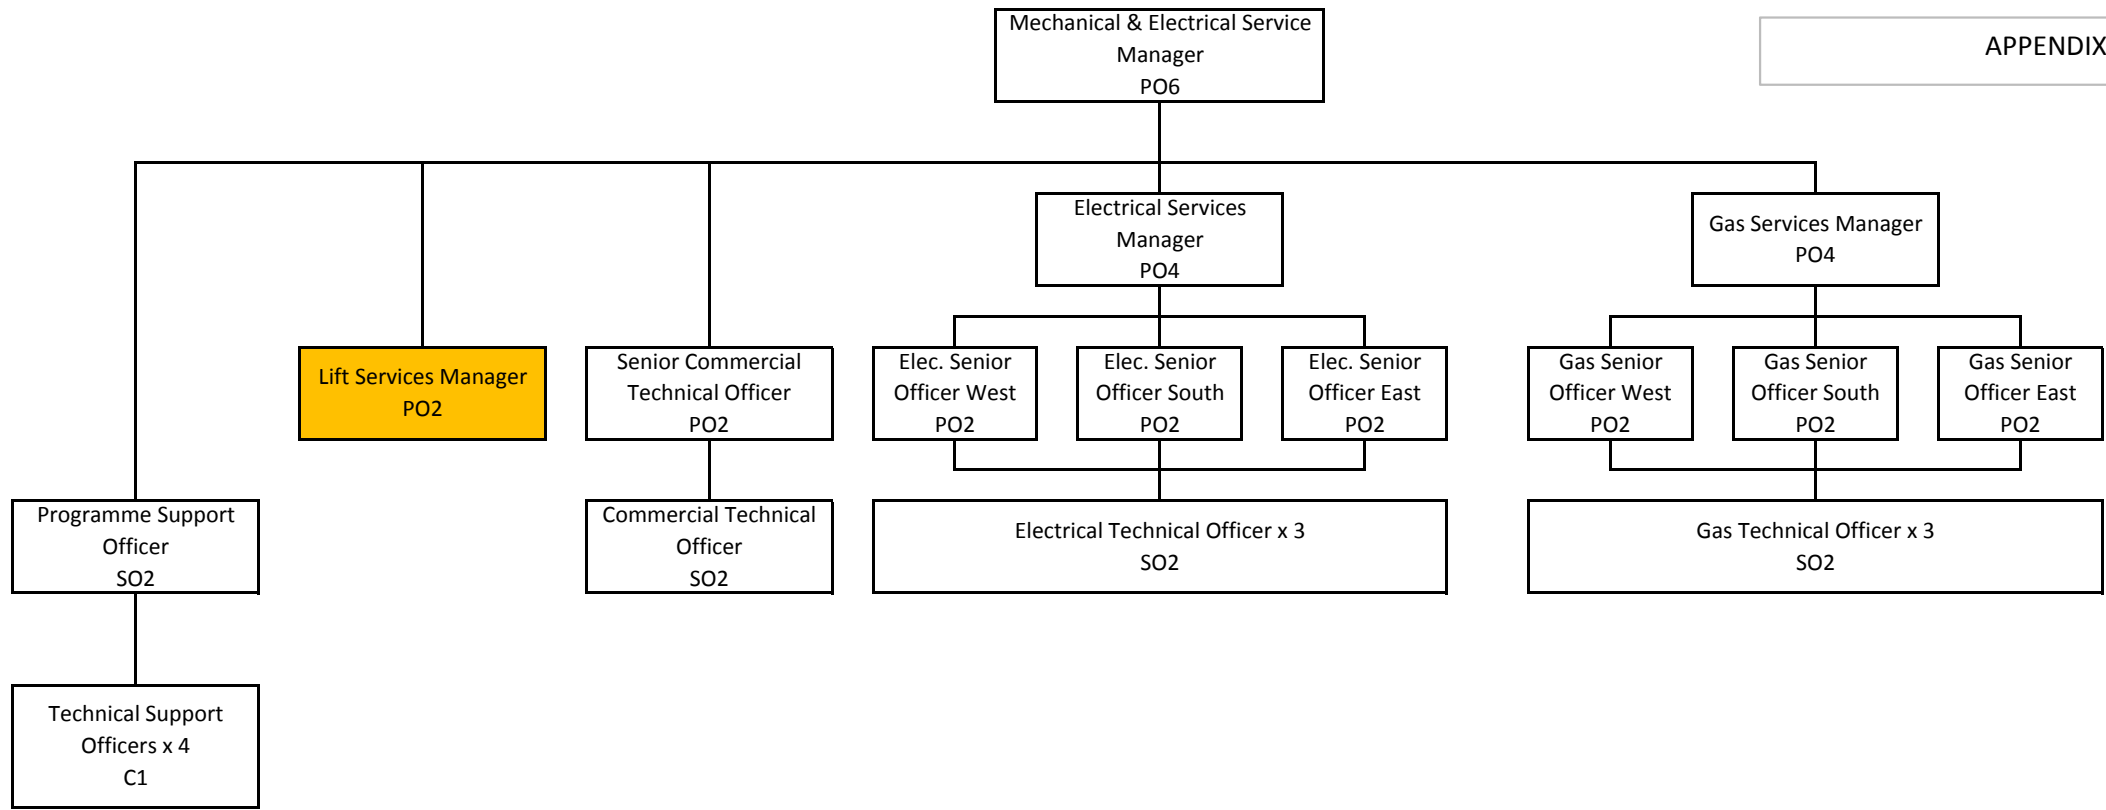 Mechanical & Electrical Service
Manager
PO6
APPENDIX
Electrical Services
Manager
PO4
Gas Services Manager
PO4
Lift Services Manager
PO2
Senior Commercial
Technical Officer
PO2
Elec. Senior
Officer West
PO2
Elec. Senior
Officer South
PO2
Elec. Senior
Officer East
PO2
Gas Senior
Officer West
PO2
Gas Senior
Officer South
PO2
Gas Senior
Officer East
PO2
Programme Support
Officer
SO2
Commercial Technical
Officer
SO2
Electrical Technical Officer x 3
SO2
Gas Technical Officer x 3
SO2
Technical Support
Officers x 4
C1